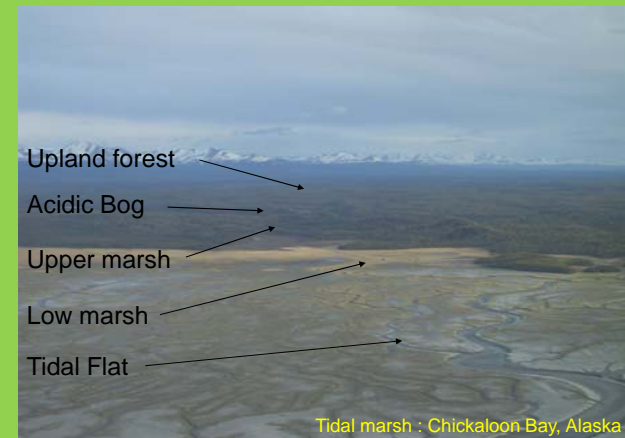 Upland forest
Acidic Bog
Upper marsh
Low marsh
Tidal Flat
Tidal marsh : Chickaloon Bay, Alaska